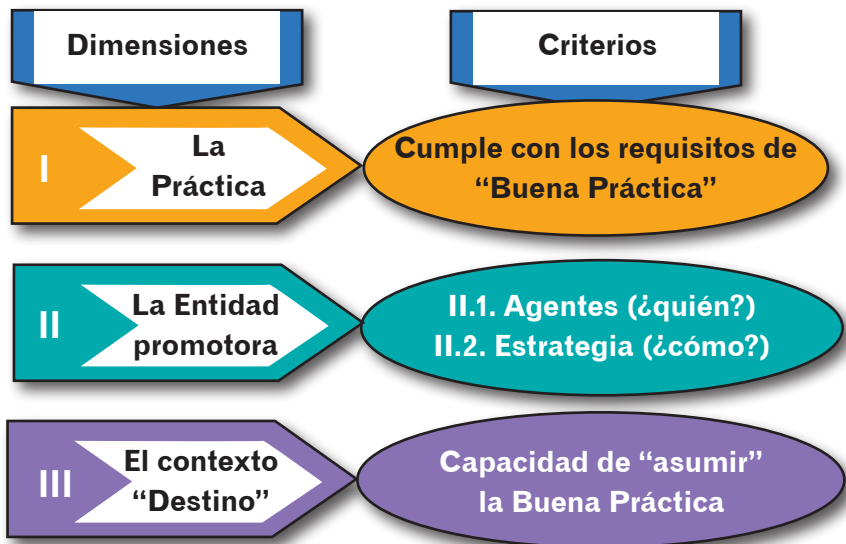 Dimensiones
Criterios
I
La
Práctica
Cumple con los requisitos de
“Buena Práctica”
II
La Entidad
promotora
II.1. Agentes (¿quién?)
II.2. Estrategia (¿cómo?)
III
El contexto
“Destino”
Capacidad de “asumir”
la Buena Práctica